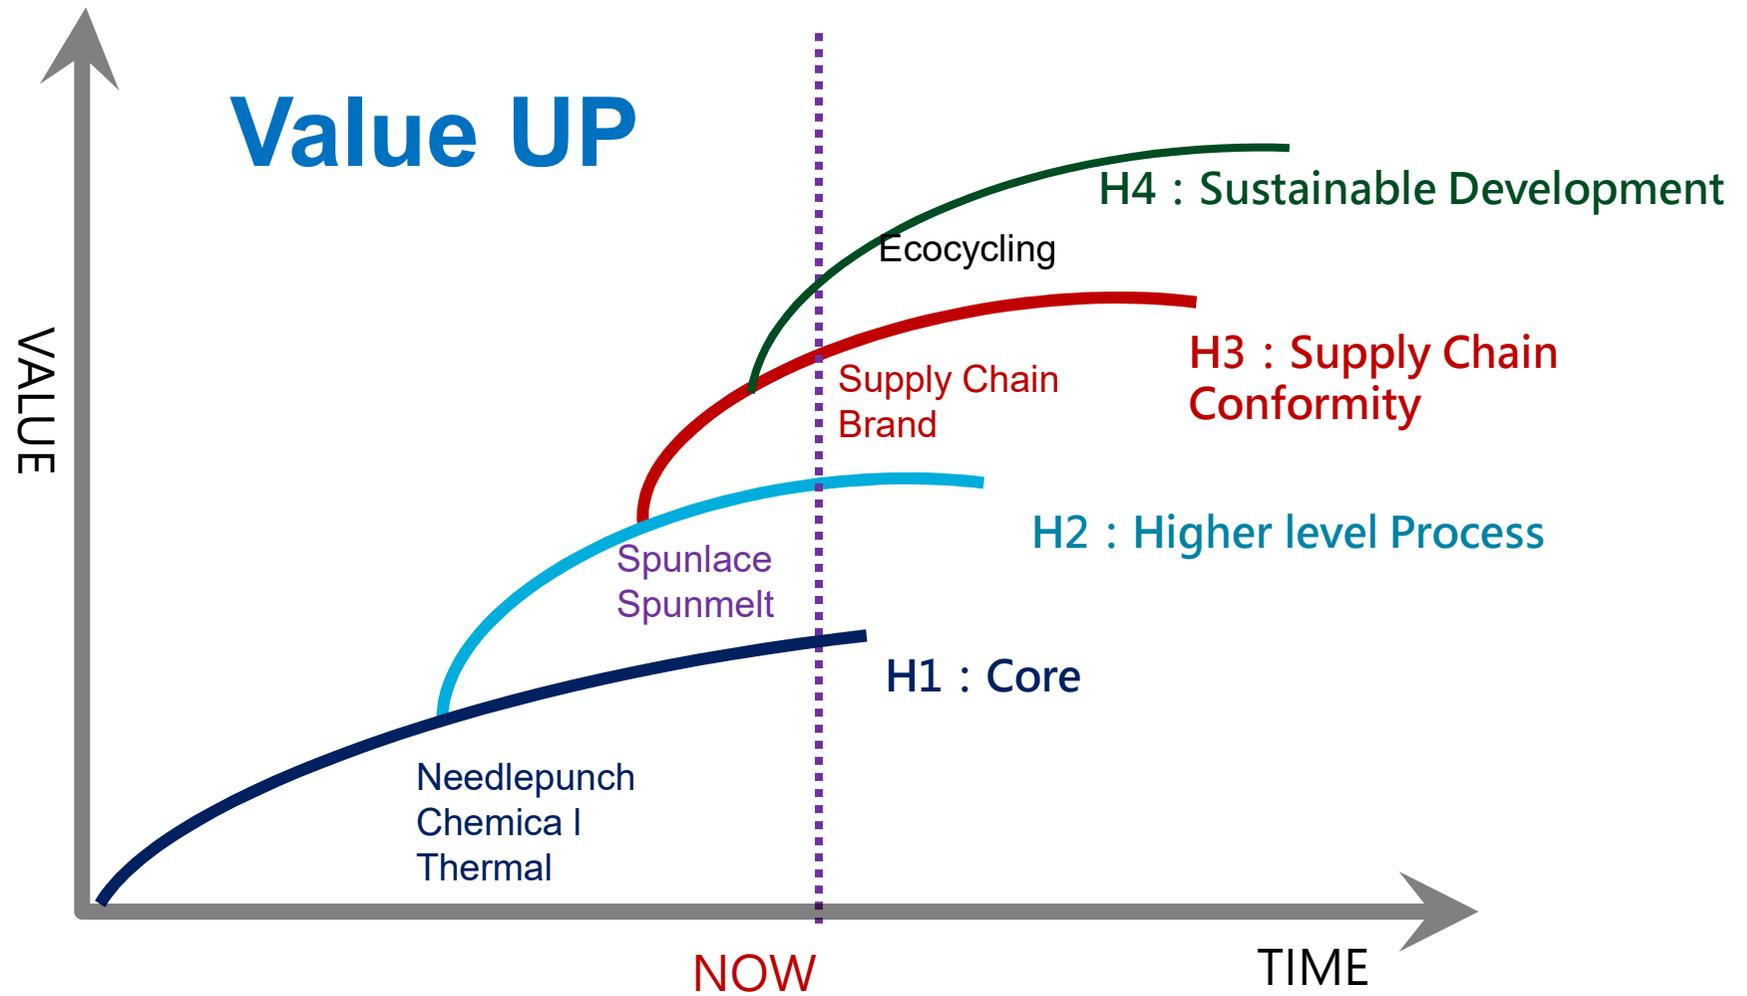 Value UP
H4：Sustainable Development
Ecocycling
VALUE
H3：Supply Chain
Conformity
Supply Chain
Brand
H2：Higher level Process
Spunlace
Spunmelt
H1：Core
Needlepunch
Chemica l
Thermal
NOW
TIME